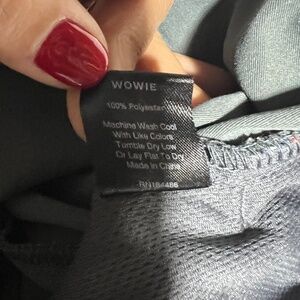 WOWIE
100% Polyester
Machine Wash Cool
With Like Colors
Tumble Dry Low
Or Lay Flat To Dry
Made in China